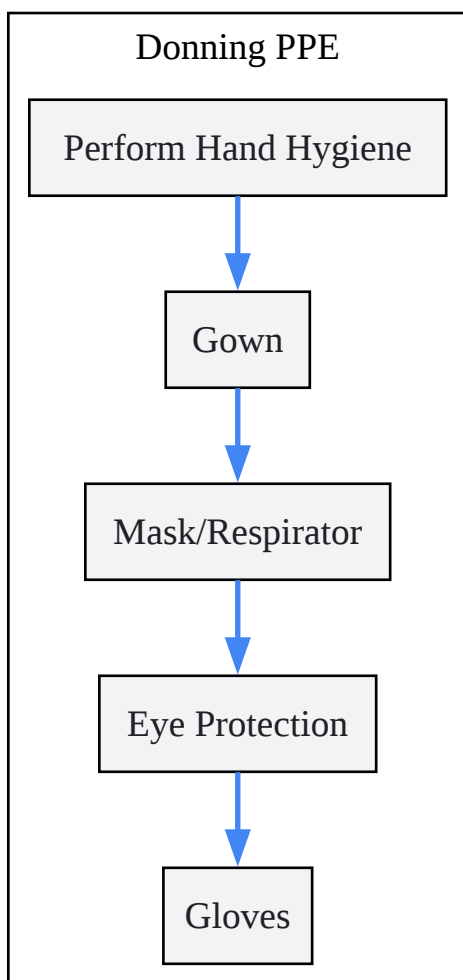 Donning PPE
Perform Hand Hygiene
Gown
Mask/Respirator
Eye Protection
Gloves